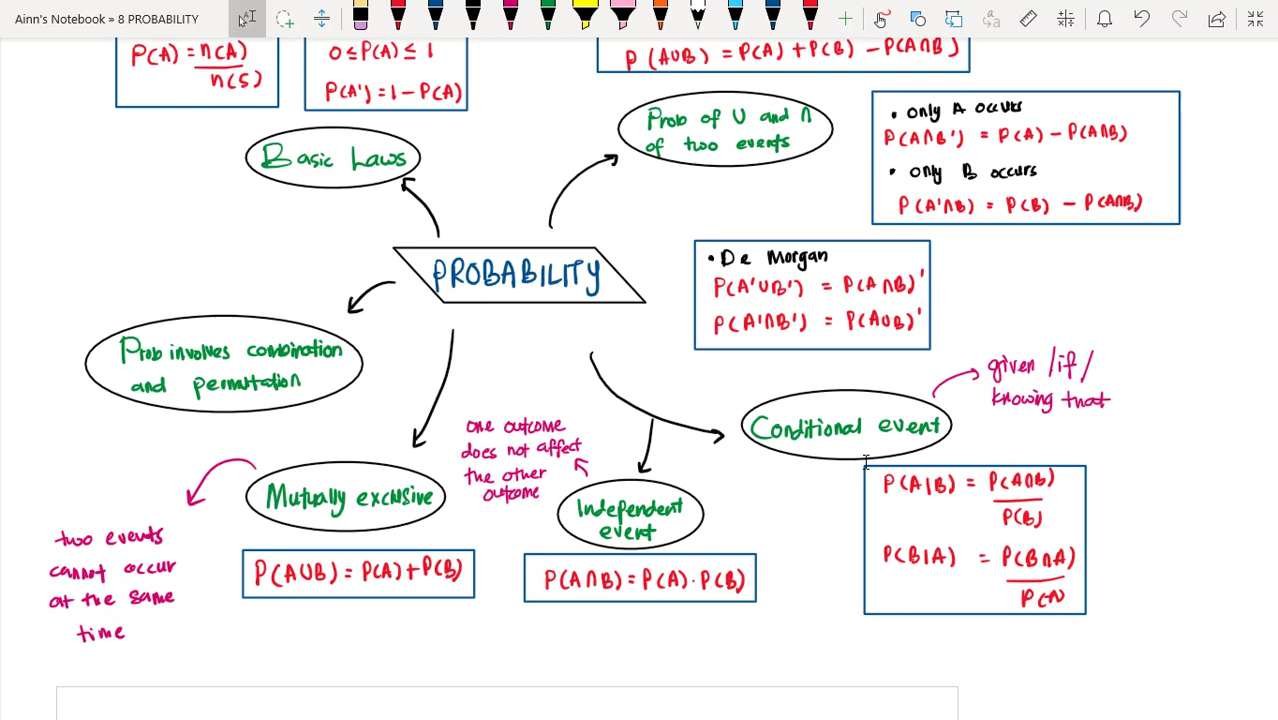 Ainn's Notebook » 8 PROBABILITY
P(A) = n(A)
n(S)
0 ≤ P(A) ≤ 1
P(A') = 1 - P(A)
P(A∪B) = P(A) + P(B) - P(A∩B)
Basic Laws
Prob of U and ∩
of two events
• only A occurs
P(A∩B') = P(A) - P(A∩B)
• only B occurs
P(A'∩B) = P(B) - P(A∩B)
PROBABILITY
• De Morgan
P(A'∪B') = P(A∩B)'
P(A'∩B') = P(A∪B)'
Prob involves combination
and permutation
given /if/
knowing that
Conditional event
P(A|B) = P(A∩B)
P(B)
P(B|A) = P(B∩A)
P(A)
one outcome
does not affect
the other
outcome
Independent
event
P(A∩B) = P(A) · P(B)
Mutually exclusive
P(A∪B) = P(A) + P(B)
two events
cannot occur
at the same
time